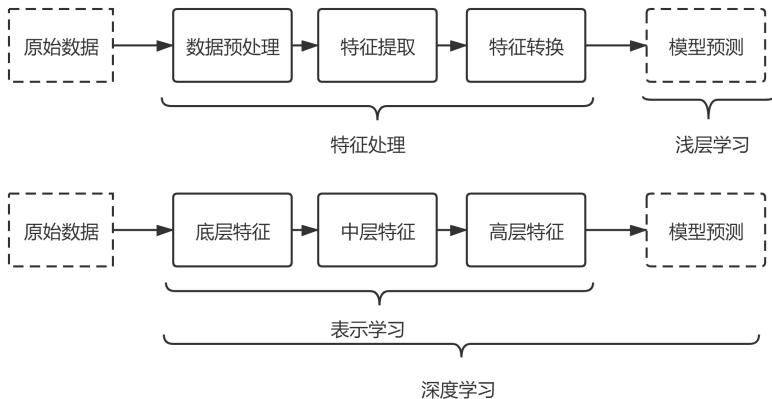 原始数据 数据预处理 特征提取 特征转换 模型预测
特征处理 浅层学习
原始数据 底层特征 中层特征 高层特征 模型预测
表示学习
深度学习